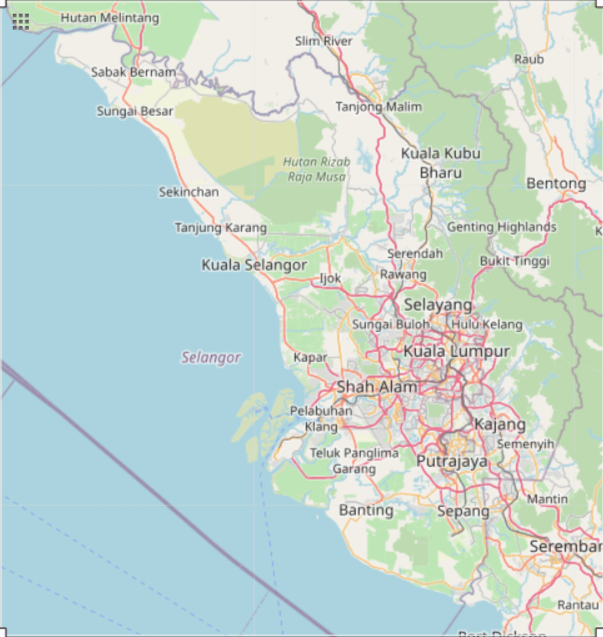 Hutan Melintang
Slim River
Raub
Sabak Bernam
Tanjong Malim
Sungai Besar
Kuala Kubu
Bharu
Hutan Rizab
Raja Musa
Bentong
Sekinchan
Tanjung Karang
Genting Highlands
K
Serendah
Bukit Tinggi
Kuala Selangor
Ijok
Rawang
Selayang
Sungai Buloh
Hulu Kelang
Kuala Lumpur
Selangor
Kapar
Shah Alam
Pelabuhan
Klang
Kajang
Semenyih
Teluk Panglima
Garang
Putrajaya
Mantin
Banting
Sepang
Seremban
Rantau
Port Dickson